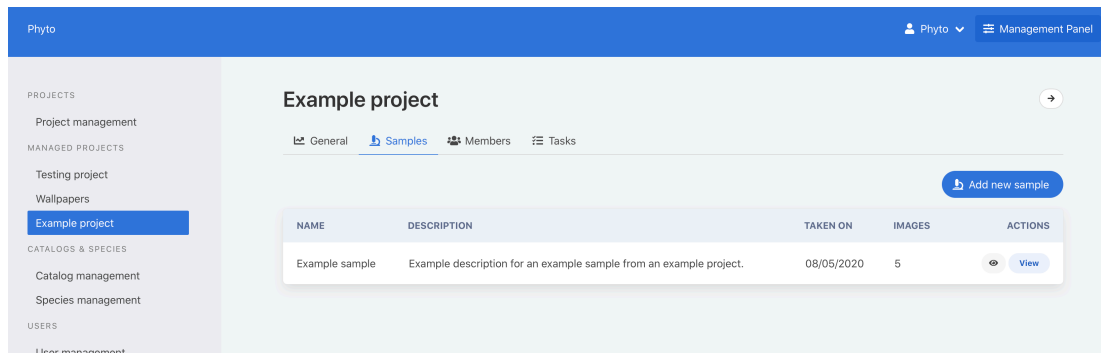 Phyto
Phyto
Management Panel
PROJECTS
Project management
MANAGED PROJECTS
Testing project
Wallpapers
Example project
CATALOGS & SPECIES
Catalog management
Species management
USERS
User management
Example project
General Samples Members Tasks
Add new sample
NAME DESCRIPTION TAKEN ON IMAGES ACTIONS
Example sample Example description for an example sample from an example project. 08/05/2020 5 View